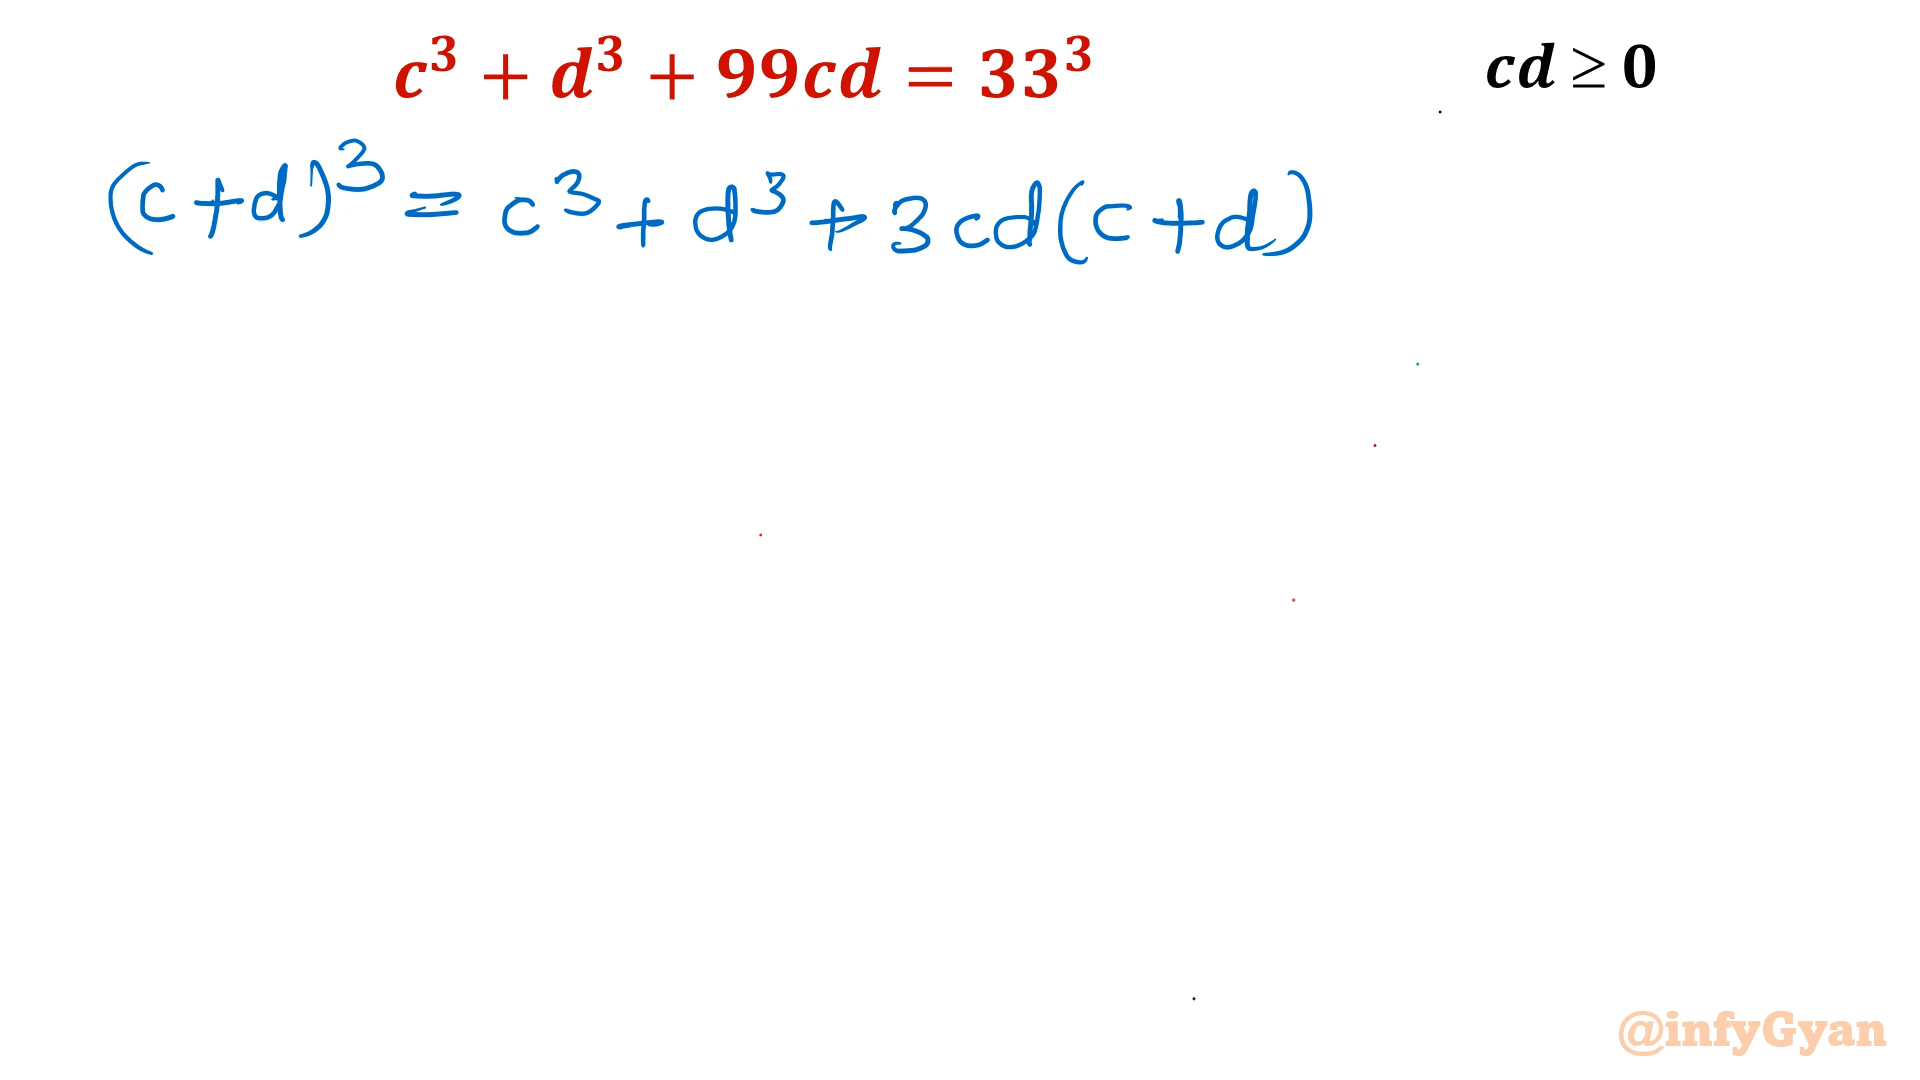 c³ + d³ + 99cd = 33³
cd ≥ 0
(c+d)³ = c³ + d³ + 3cd(c+d)
@infyGyan